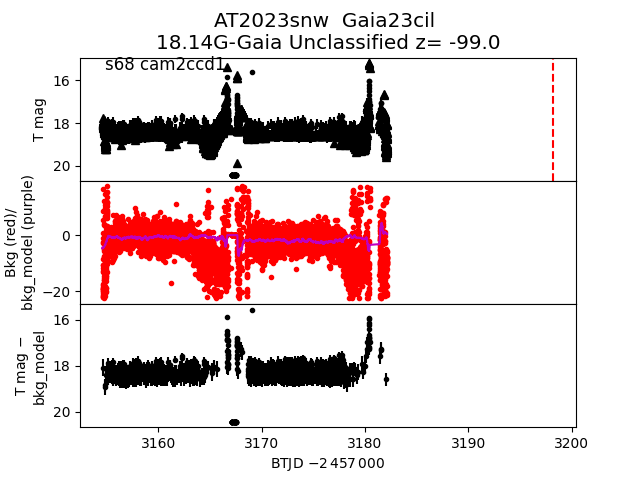 AT2023snw  Gaia23cil
18.14G-Gaia Unclassified z= -99.0
s68 cam2ccd1
T mag
16
18
20
Bkg (red)/
bkg_model (purple)
0
−20
T mag −
bkg_model
16
18
20
3160
3170
3180
3190
3200
BTJD −2 457 000